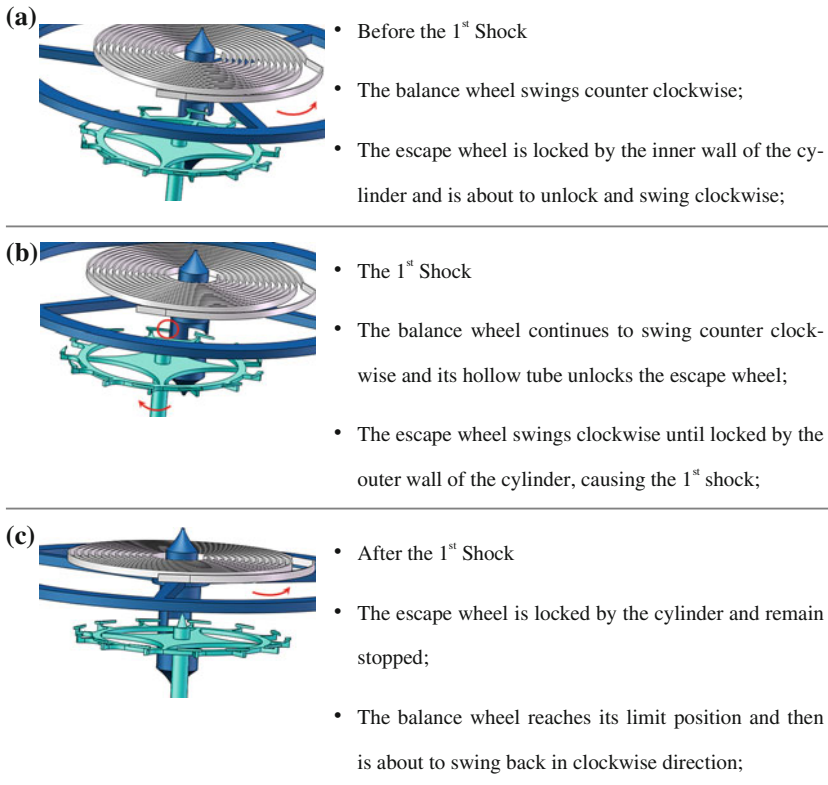 (a)
• Before the 1st Shock
• The balance wheel swings counter clockwise;
• The escape wheel is locked by the inner wall of the cy-
linder and is about to unlock and swing clockwise;
(b)
• The 1st Shock
• The balance wheel continues to swing counter clock-
wise and its hollow tube unlocks the escape wheel;
• The escape wheel swings clockwise until locked by the
outer wall of the cylinder, causing the 1st shock;
(c)
• After the 1st Shock
• The escape wheel is locked by the cylinder and remain
stopped;
• The balance wheel reaches its limit position and then
is about to swing back in clockwise direction;